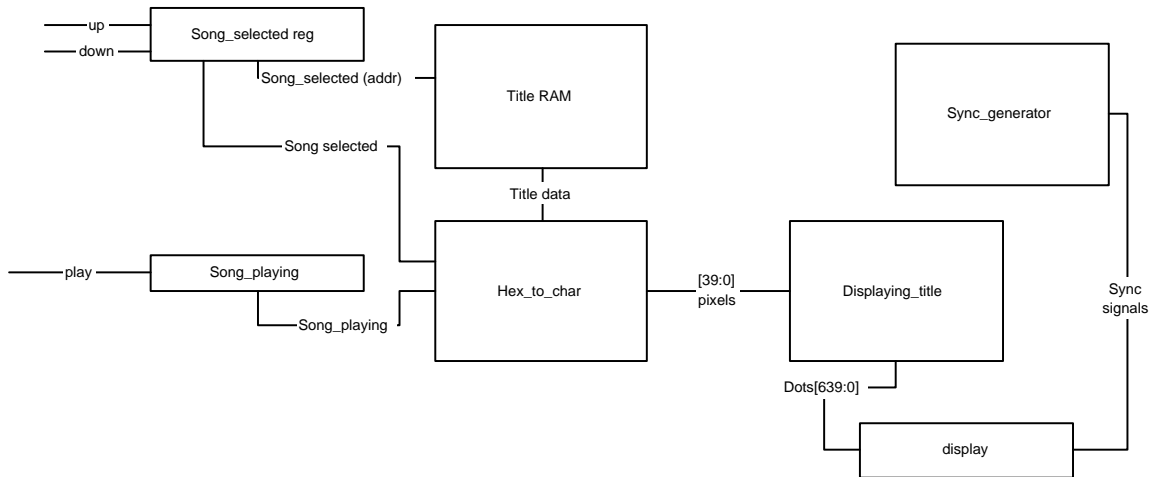 up
down
Song_selected reg
Song_selected (addr)
Title RAM
Sync_generator
Song selected
Title data
play
Song_playing
Song_playing
Hex_to_char
[39:0]
pixels
Displaying_title
Sync
signals
Dots[639:0]
display